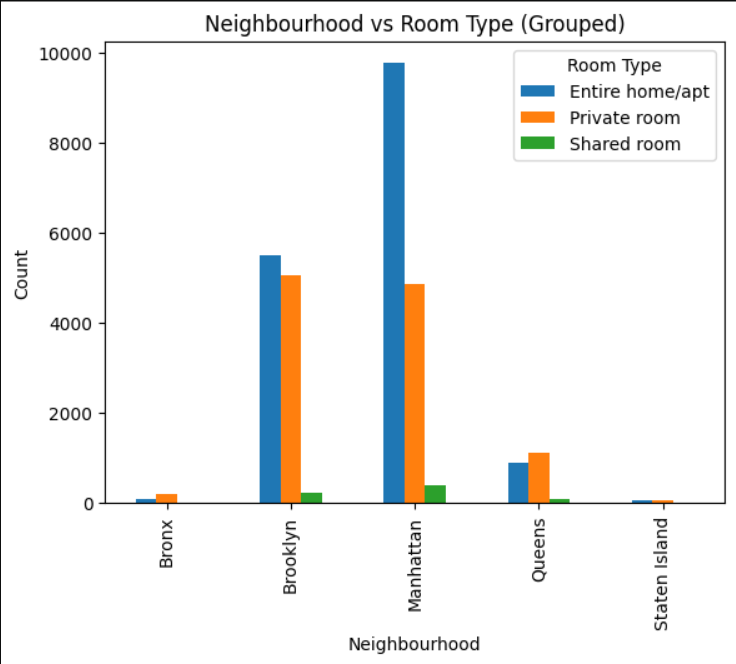 Neighbourhood vs Room Type (Grouped)
Room Type
Entire home/apt
Private room
Shared room
10000
8000
6000
4000
2000
0
Count
Bronx
Brooklyn
Manhattan
Queens
Staten Island
Neighbourhood